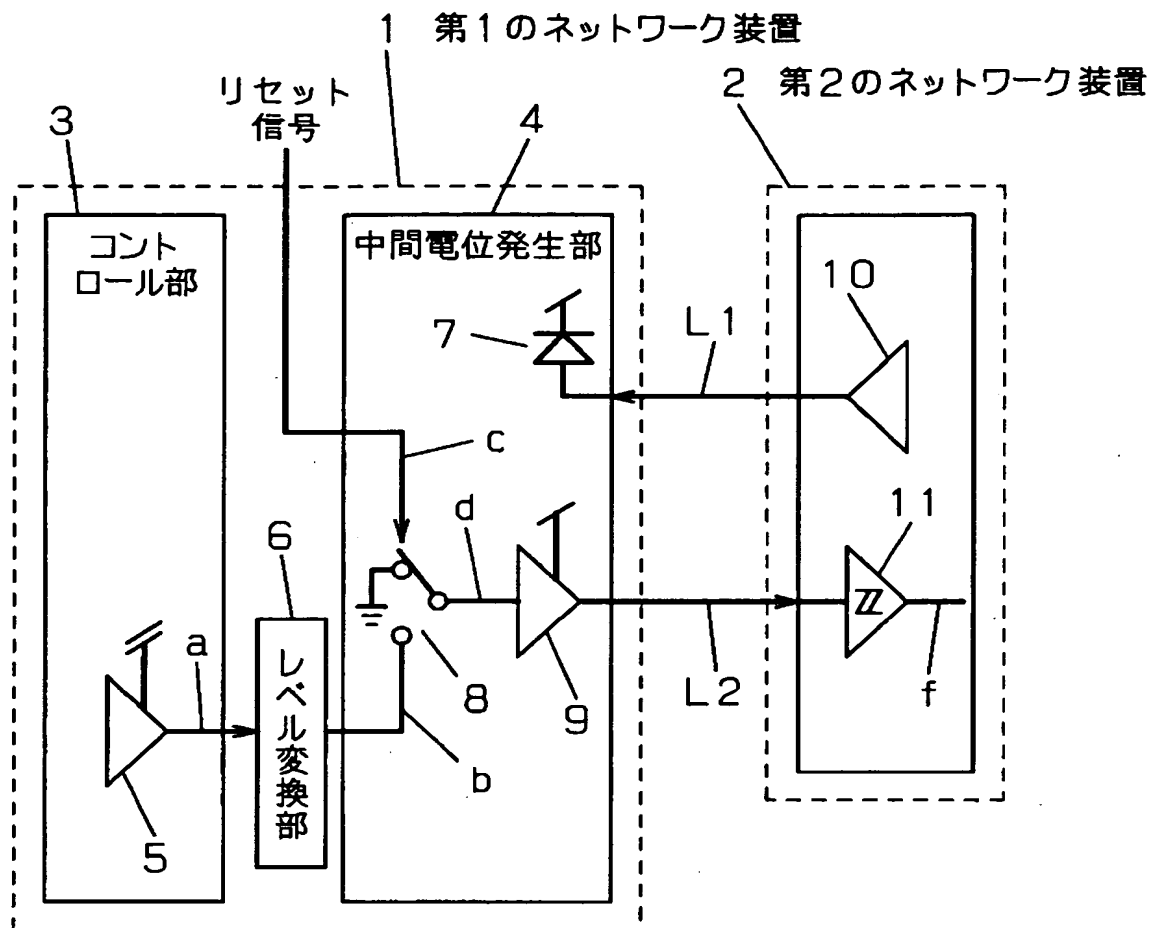 1 第1のネットワーク装置
2 第2のネットワーク装置
リセット
信号
3
4
コント
ロール部
中間電位発生部
10
7
L1
c
d
11
6
a
レベル変換部
8
9
L2
f
b
5